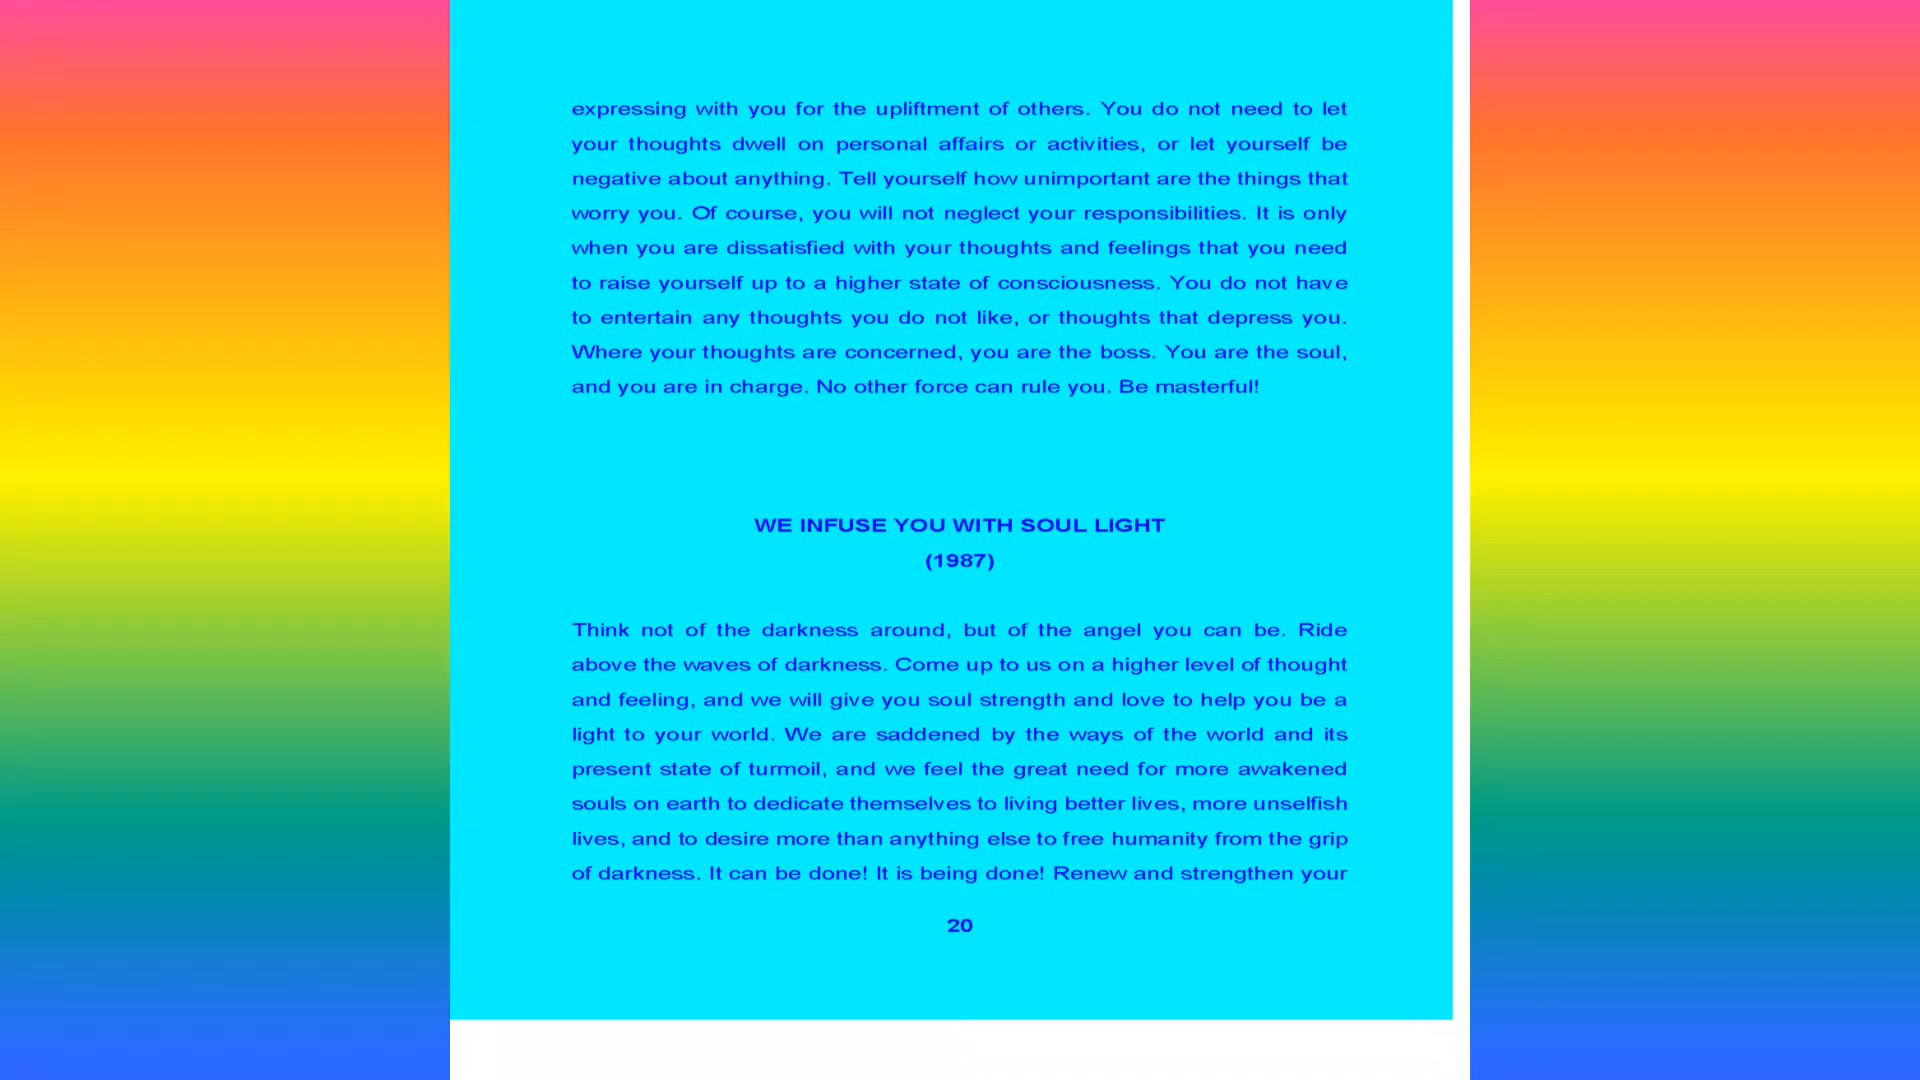 expressing with you for the upliftment of others. You do not need to let
your thoughts dwell on personal affairs or activities, or let yourself be
negative about anything. Tell yourself how unimportant are the things that
worry you. Of course, you will not neglect your responsibilities. It is only
when you are dissatisfied with your thoughts and feelings that you need
to raise yourself up to a higher state of consciousness. You do not have
to entertain any thoughts you do not like, or thoughts that depress you.
Where your thoughts are concerned, you are the boss. You are the soul,
and you are in charge. No other force can rule you. Be masterful!
WE INFUSE YOU WITH SOUL LIGHT
(1987)
Think not of the darkness around, but of the angel you can be. Ride
above the waves of darkness. Come up to us on a higher level of thought
and feeling, and we will give you soul strength and love to help you be a
light to your world. We are saddened by the ways of the world and its
present state of turmoil, and we feel the great need for more awakened
souls on earth to dedicate themselves to living better lives, more unselfish
lives, and to desire more than anything else to free humanity from the grip
of darkness. It can be done! It is being done! Renew and strengthen your
20